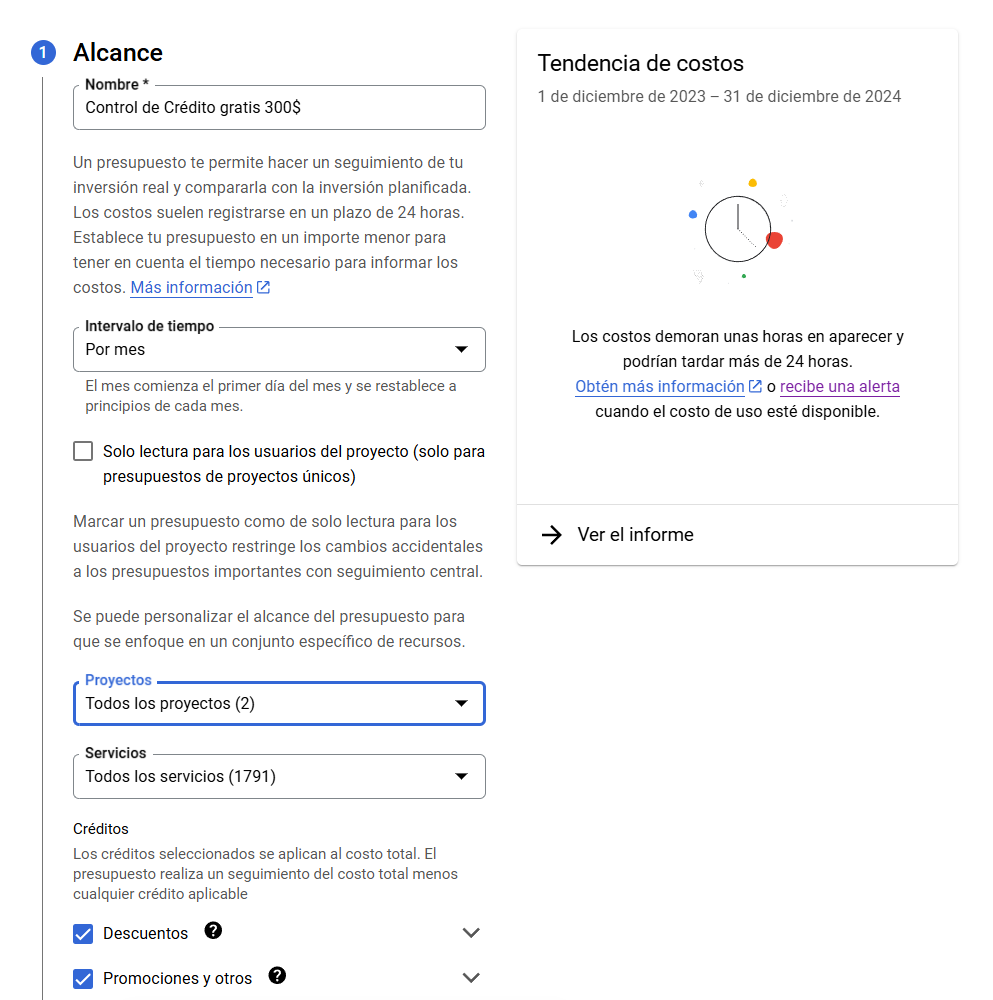 1 Alcance
Nombre *
Control de Crédito gratis 300$
Un presupuesto te permite hacer un seguimiento de tu
inversión real y compararla con la inversión planificada.
Los costos suelen registrarse en un plazo de 24 horas.
Establece tu presupuesto en un importe menor para
tener en cuenta el tiempo necesario para informar los
costos. Más información
Intervalo de tiempo
Por mes
El mes comienza el primer día del mes y se restablece a
principios de cada mes.
Solo lectura para los usuarios del proyecto (solo para
presupuestos de proyectos únicos)
Marcar un presupuesto como de solo lectura para los
usuarios del proyecto restringe los cambios accidentales
a los presupuestos importantes con seguimiento central.
Se puede personalizar el alcance del presupuesto para
que se enfoque en un conjunto específico de recursos.
Proyectos
Todos los proyectos (2)
Servicios
Todos los servicios (1791)
Créditos
Los créditos seleccionados se aplican al costo total. El
presupuesto realiza un seguimiento del costo total menos
cualquier crédito aplicable
Descuentos ?
Promociones y otros ?
Tendencia de costos
1 de diciembre de 2023 – 31 de diciembre de 2024
Los costos demoran unas horas en aparecer y
podrían tardar más de 24 horas.
Obtén más información o recibe una alerta
cuando el costo de uso esté disponible.
Ver el informe